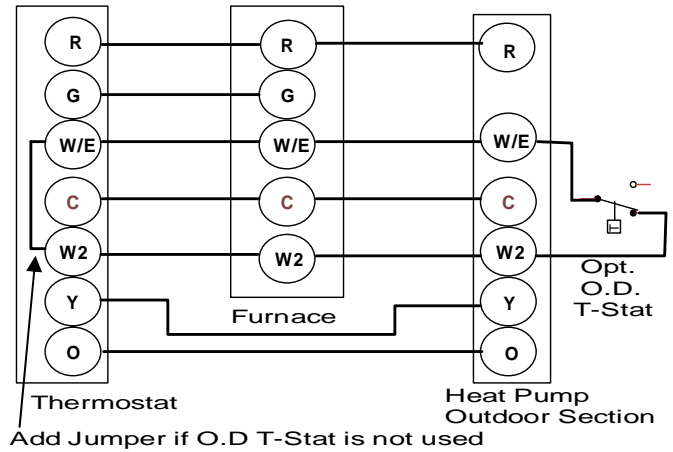 R R R
G G
W/E W/E W/E
C C C
W2 W2 W2
Y Y
O O
T
Opt.
O.D.
T-Stat
Furnace
Thermostat
Heat Pump
Outdoor Section
Add Jumper if O.D T-Stat is not used